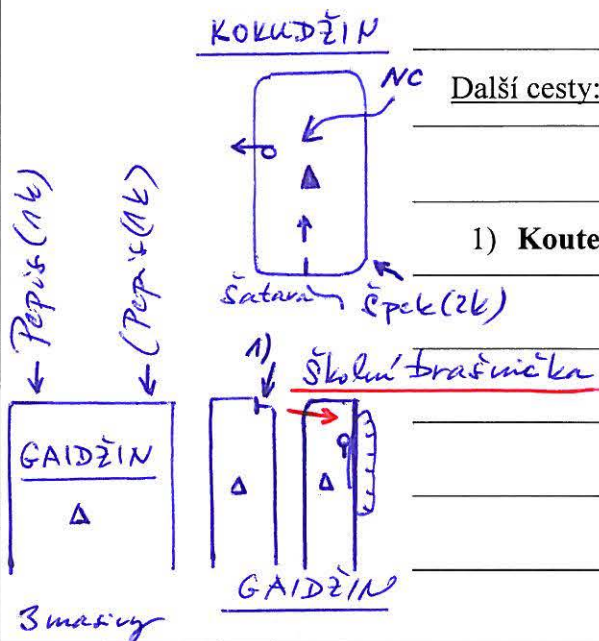 KOKUDŽIN
NC
Další cesty:
Pepis (1k)
(Pepis (1k)
1) Koute
Šatava
Špek (2k)
1)
Školní brašnička
GAIDŽIN
GAIDŽIN
3 masivy